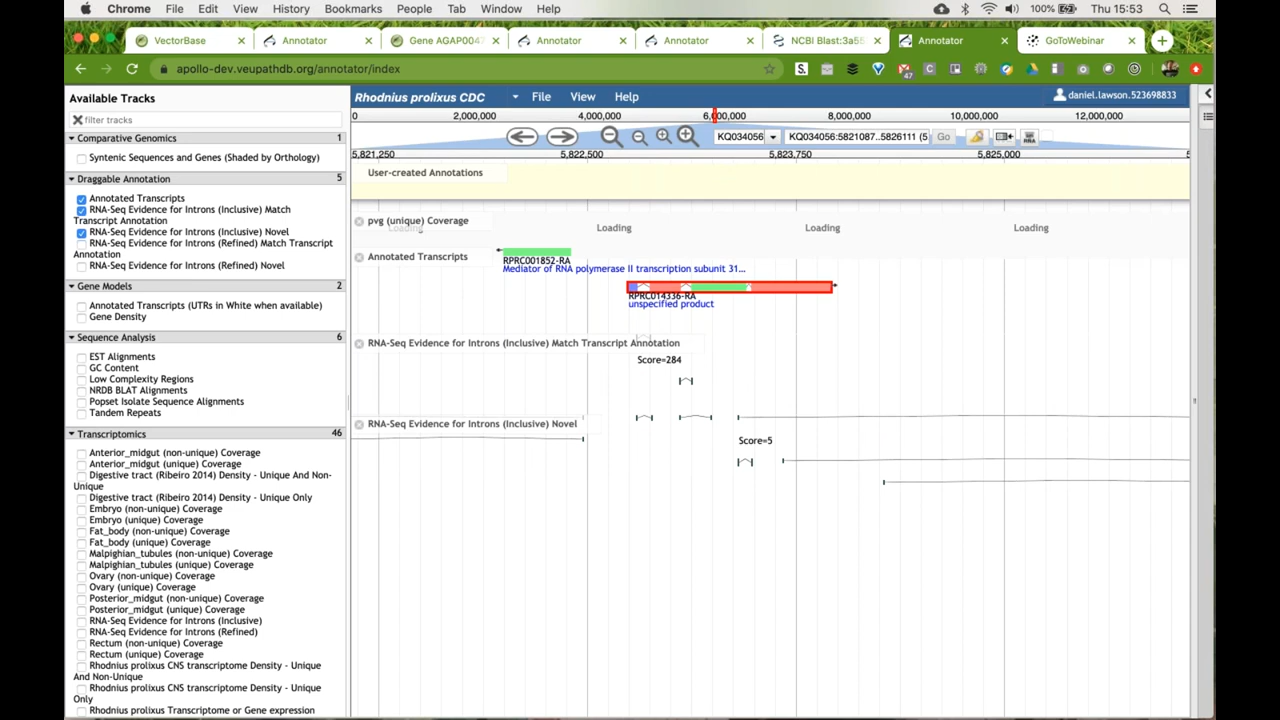 Chrome File Edit View History Bookmarks People Tab Window Help 100% Thu 15:53
VectorBase Annotator Gene AGAP0047 Annotator Annotator NCBI Blast:3a55 Annotator GoToWebinar
apollo-dev.veupathdb.org/annotator/index
Available Tracks
filter tracks
Comparative Genomics 1
Syntenic Sequences and Genes (Shaded by Orthology)
Draggable Annotation 5
Annotated Transcripts
RNA-Seq Evidence for Introns (Inclusive) Match
Transcript Annotation
RNA-Seq Evidence for Introns (Inclusive) Novel
RNA-Seq Evidence for Introns (Refined) Match Transcript
Annotation
RNA-Seq Evidence for Introns (Refined) Novel
Gene Models 2
Annotated Transcripts (UTRs in White when available)
Gene Density
Sequence Analysis 6
EST Alignments
GC Content
Low Complexity Regions
NRDB BLAT Alignments
Popset Isolate Sequence Alignments
Tandem Repeats
Transcriptomics 46
Anterior_midgut (non-unique) Coverage
Anterior_midgut (unique) Coverage
Digestive tract (Ribeiro 2014) Density - Unique And Non-
Unique
Digestive tract (Ribeiro 2014) Density - Unique Only
Embryo (non-unique) Coverage
Embryo (unique) Coverage
Fat_body (non-unique) Coverage
Fat_body (unique) Coverage
Malpighian_tubules (non-unique) Coverage
Malpighian_tubules (unique) Coverage
Ovary (non-unique) Coverage
Ovary (unique) Coverage
Posterior_midgut (non-unique) Coverage
Posterior_midgut (unique) Coverage
RNA-Seq Evidence for Introns (Inclusive)
RNA-Seq Evidence for Introns (Refined)
Rectum (non-unique) Coverage
Rectum (unique) Coverage
Rhodnius prolixus CNS transcriptome Density - Unique
And Non-Unique
Rhodnius prolixus CNS transcriptome Density - Unique
Only
Rhodnius prolixus Transcriptome or Gene expression
Rhodnius prolixus CDC File View Help daniel.lawson.523698833
0 2,000,000 4,000,000 6,000,000 8,000,000 10,000,000 12,000,000
KQ034056 KQ034056:5821087..5826111 (5 Go
5,821,250 5,822,500 5,823,750 5,825,000 5
User-created Annotations
pvg (unique) Coverage
Loading Loading Loading Loading
Annotated Transcripts
RPRC001852-RA
Mediator of RNA polymerase II transcription subunit 31...
RPRC014336-RA
unspecified product
RNA-Seq Evidence for Introns (Inclusive) Match Transcript Annotation
Score=284
RNA-Seq Evidence for Introns (Inclusive) Novel
Score=5